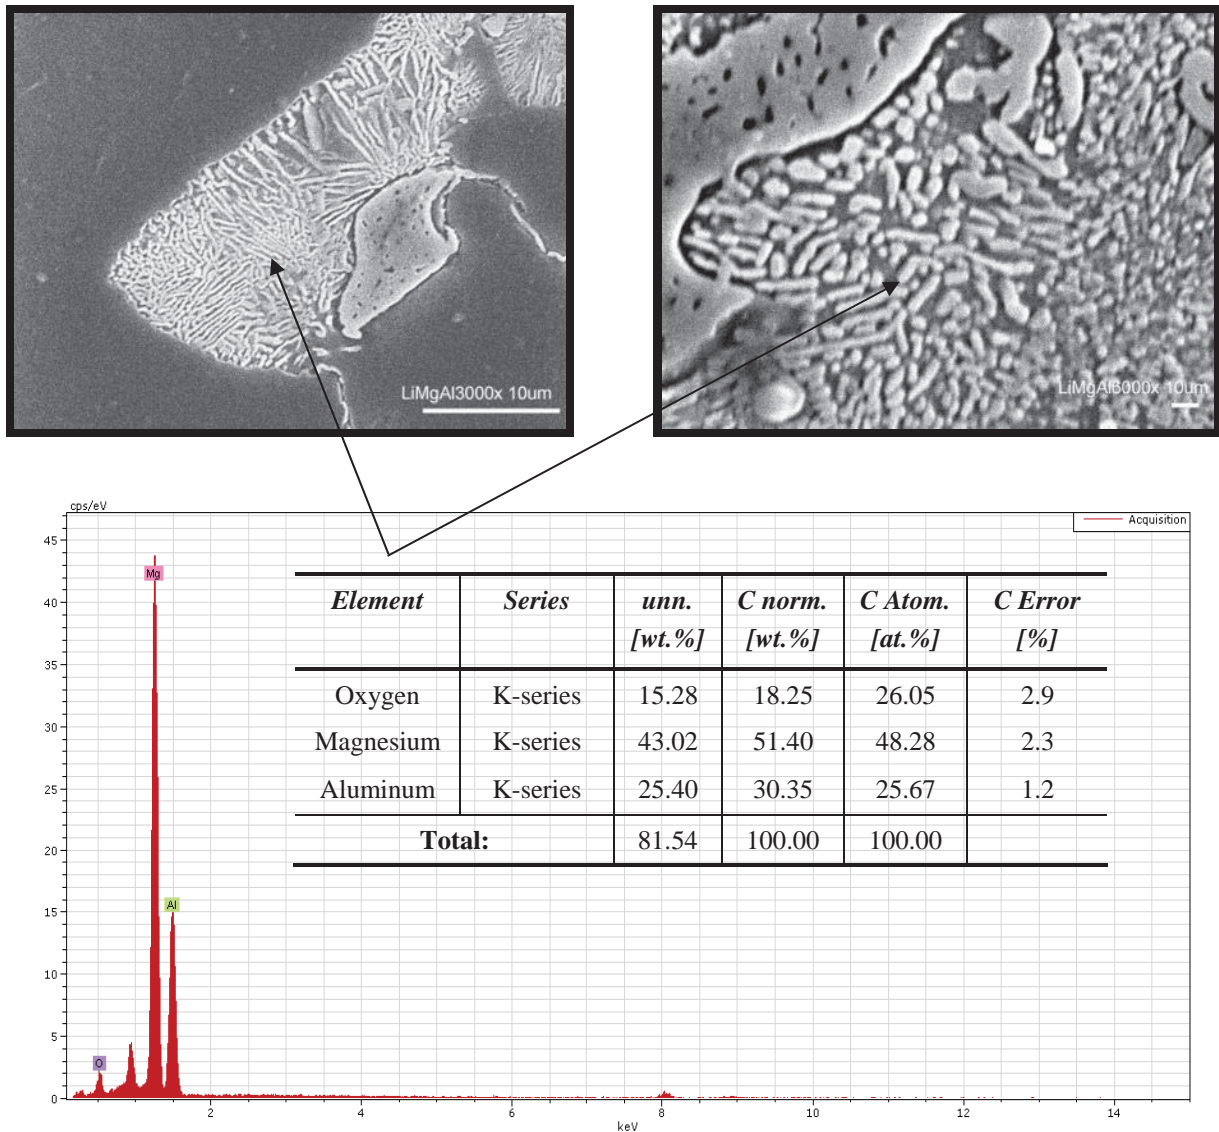 LiMgAl3000x 10um
LiMgAl6000x 10um
cps/eV
Acquisition
45
40
35
30
25
20
15
10
5
0
Mg
Al
O
Element Series unn. [wt.%] C norm. [wt.%] C Atom. [at.%] C Error [%]
Oxygen K-series 15.28 18.25 26.05 2.9
Magnesium K-series 43.02 51.40 48.28 2.3
Aluminum K-series 25.40 30.35 25.67 1.2
Total: 81.54 100.00 100.00
2 4 6 8 10 12 14
keV